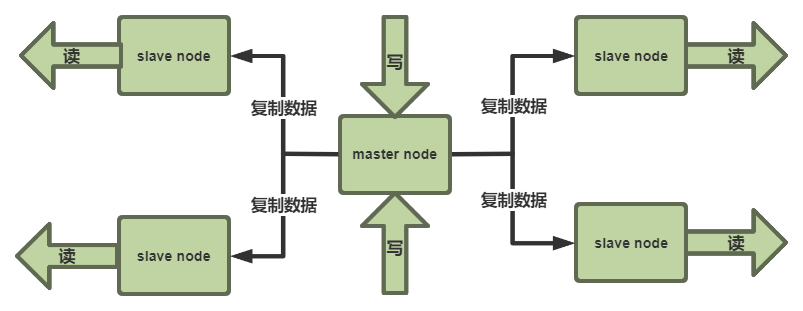 读
slave node
写
slave node
读
复制数据
复制数据
master node
复制数据
复制数据
读
slave node
写
slave node
读